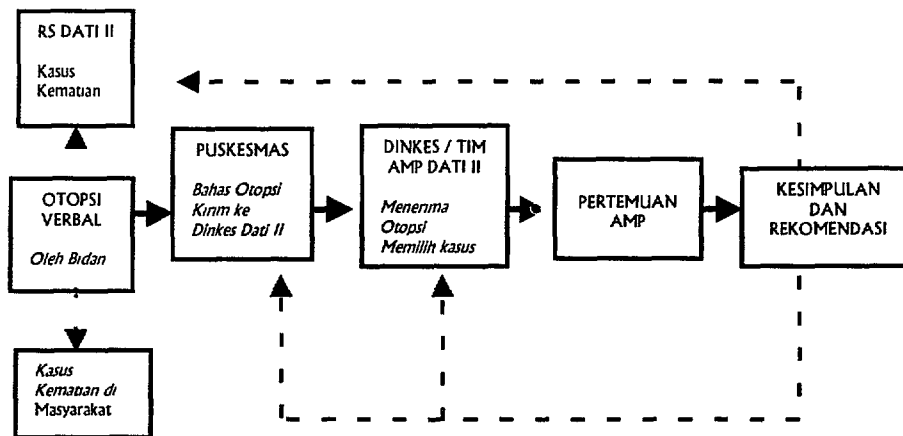 RS DATI II
Kasus
Kematian
OTOPSI
VERBAL
Oleh Bidan
Kasus
Kematian di
Masyarakat
PUSKESMAS
Bahas Otopsi
Kirim ke
Dinkes Dati II
DINKES / TIM
AMP DATI II
Menerima
Otopsi
Memilih kasus
PERTEMUAN
AMP
KESIMPULAN
DAN
REKOMENDASI